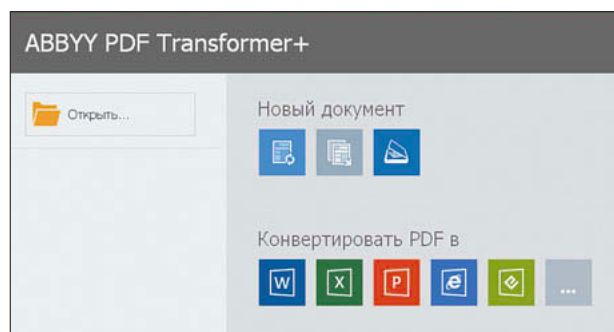 ABBYY PDF Transformer+
Открыть...
Новый документ
Конвертировать PDF в
W X P e ...